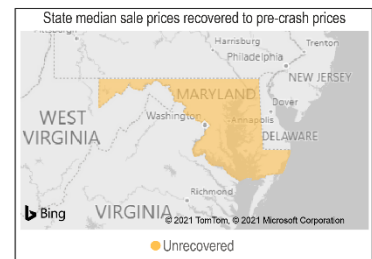 State median sale prices recovered to pre-crash prices
Harrisburg
Trenton
Philadelphia
NEW JERSEY
MARYLAND
Dover
WEST
VIRGINIA
Washington
Annapolis
DELAWARE
Richmond
Bing
VIRGINIA
© 2021 TomTom, © 2021 Microsoft Corporation
Unrecovered